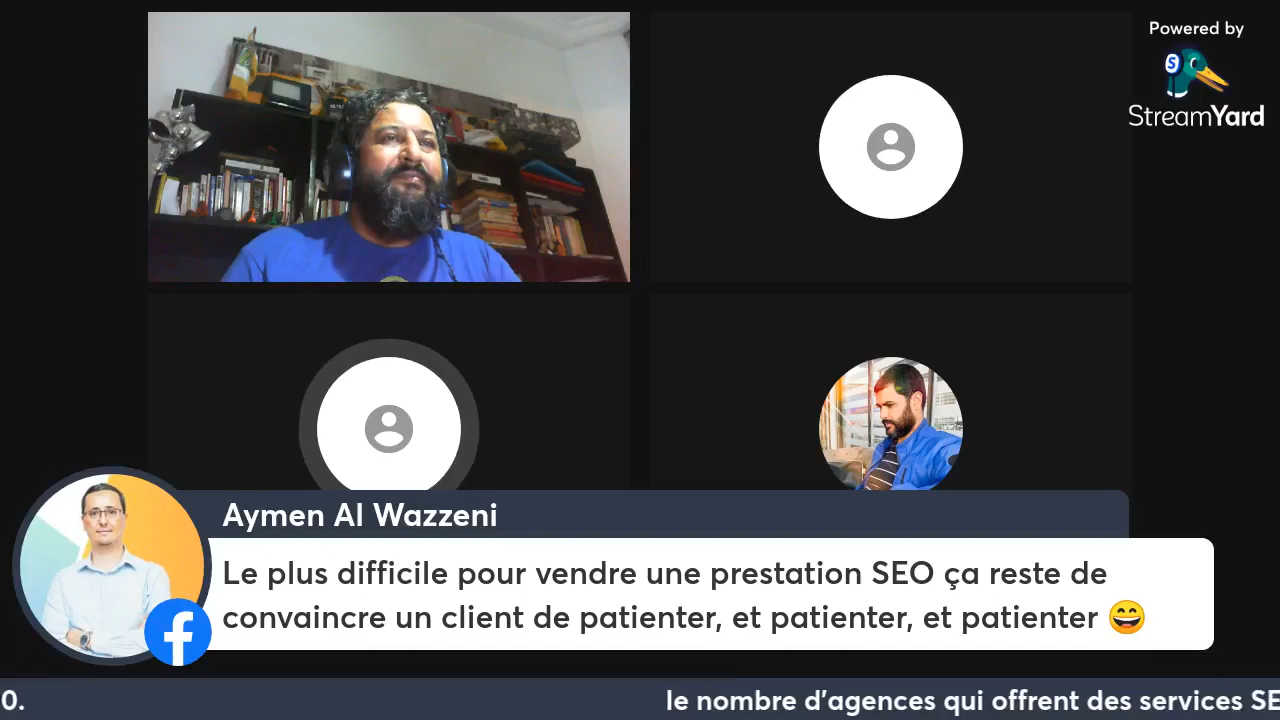 Powered by
StreamYard
Aymen Al Wazzeni
Le plus difficile pour vendre une prestation SEO ça reste de
convaincre un client de patienter, et patienter, et patienter 😄
0. le nombre d'agences qui offrent des services SE